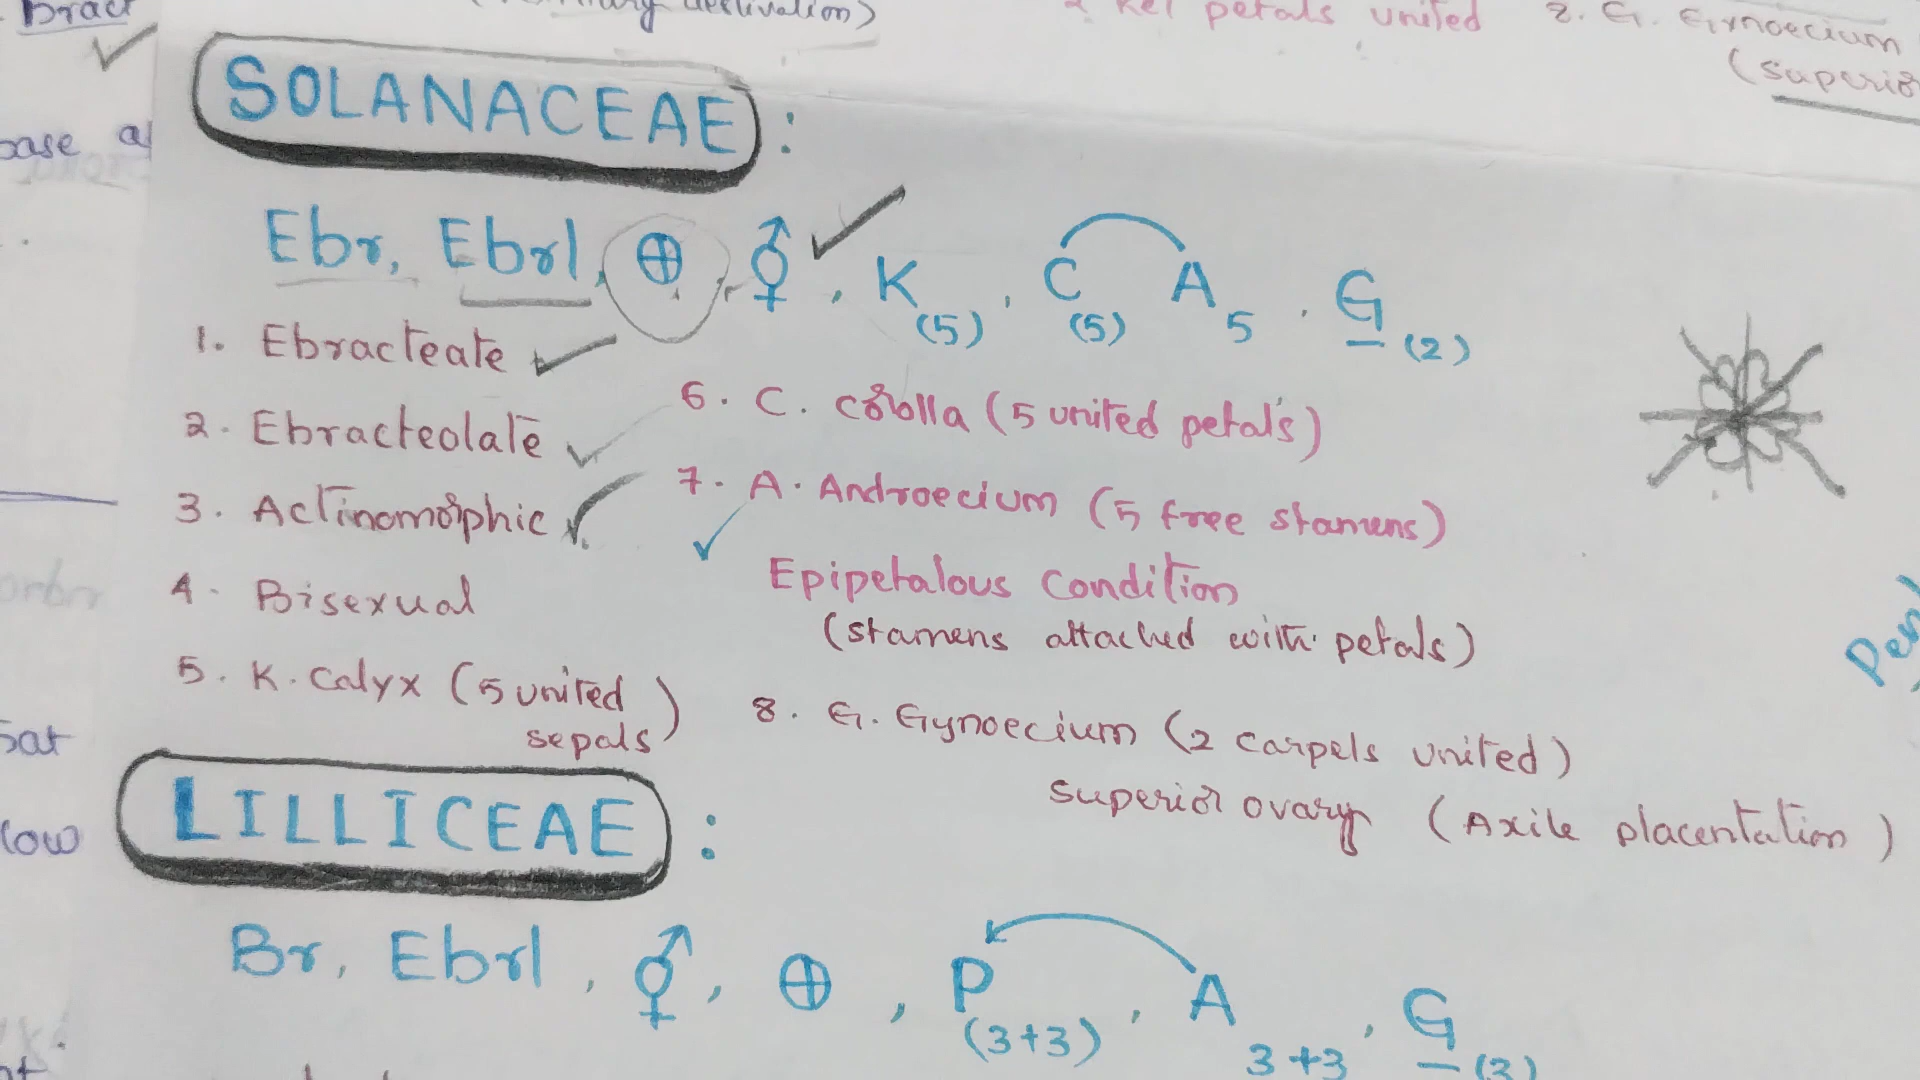 Bract
petals united 2. G. Gynoecium
(superior
base
SOLANACEAE :
Ebr, Ebrl, ⊕, ⚥, K(5), C(5) A5, G(2)
1. Ebracteate
2. Ebracteolate
3. Actinomorphic
4. Bisexual
5. K. Calyx (5 united sepals)
6. C. Corolla (5 united petals)
7. A. Androecium (5 free stamens)
Epipetalous Condition
(stamens attached with petals)
8. G. Gynoecium (2 carpels united)
superior ovary (Axile placentation)
LILLICEAE :
Br, Ebrl, ⚥, ⊕, P(3+3), A3+3, G(3)